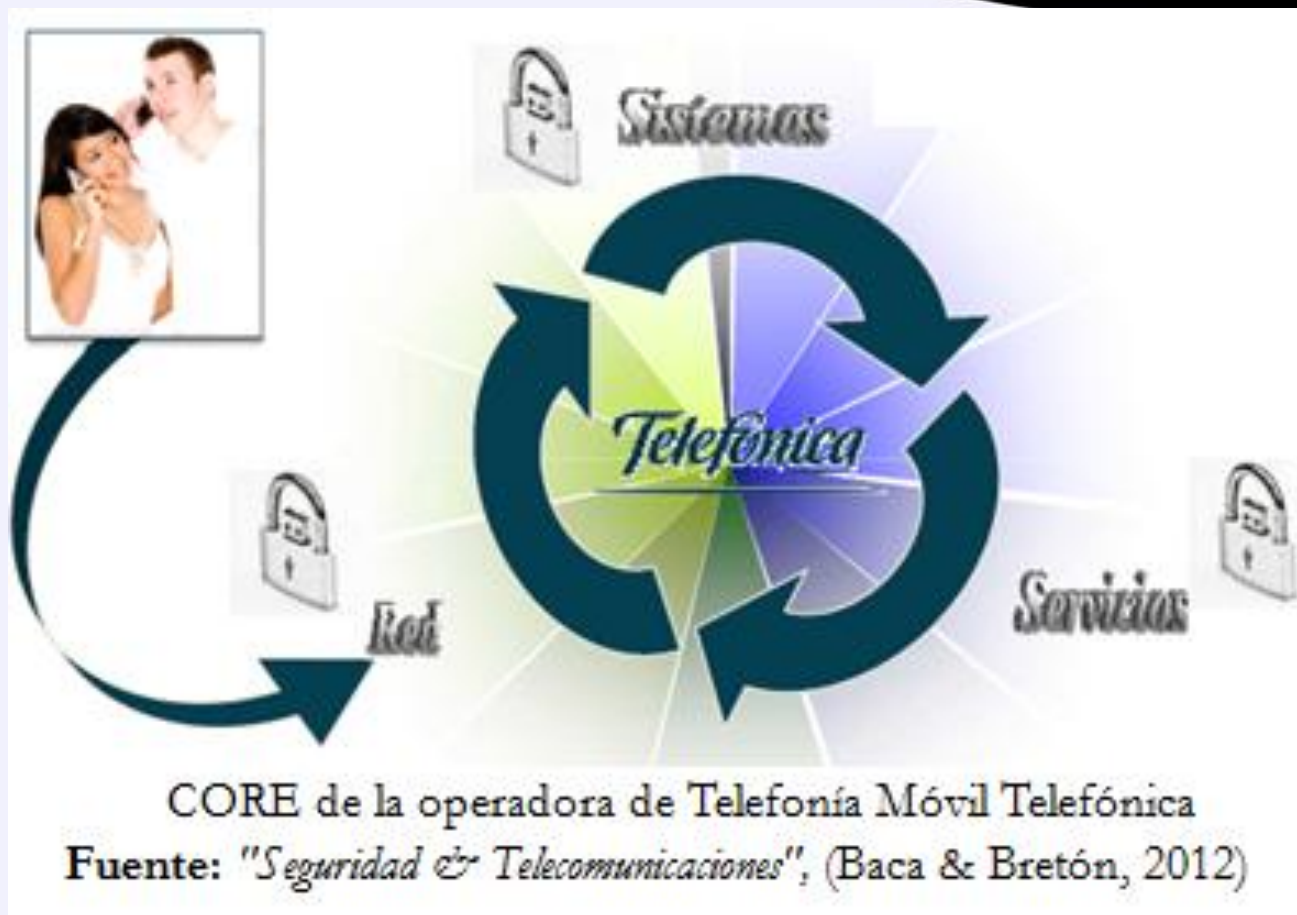 Sistemas
Telefónica
Red
Servicios
CORE de la operadora de Telefonía Móvil Telefónica
Fuente: "Seguridad & Telecomunicaciones", (Baca & Bretón, 2012)